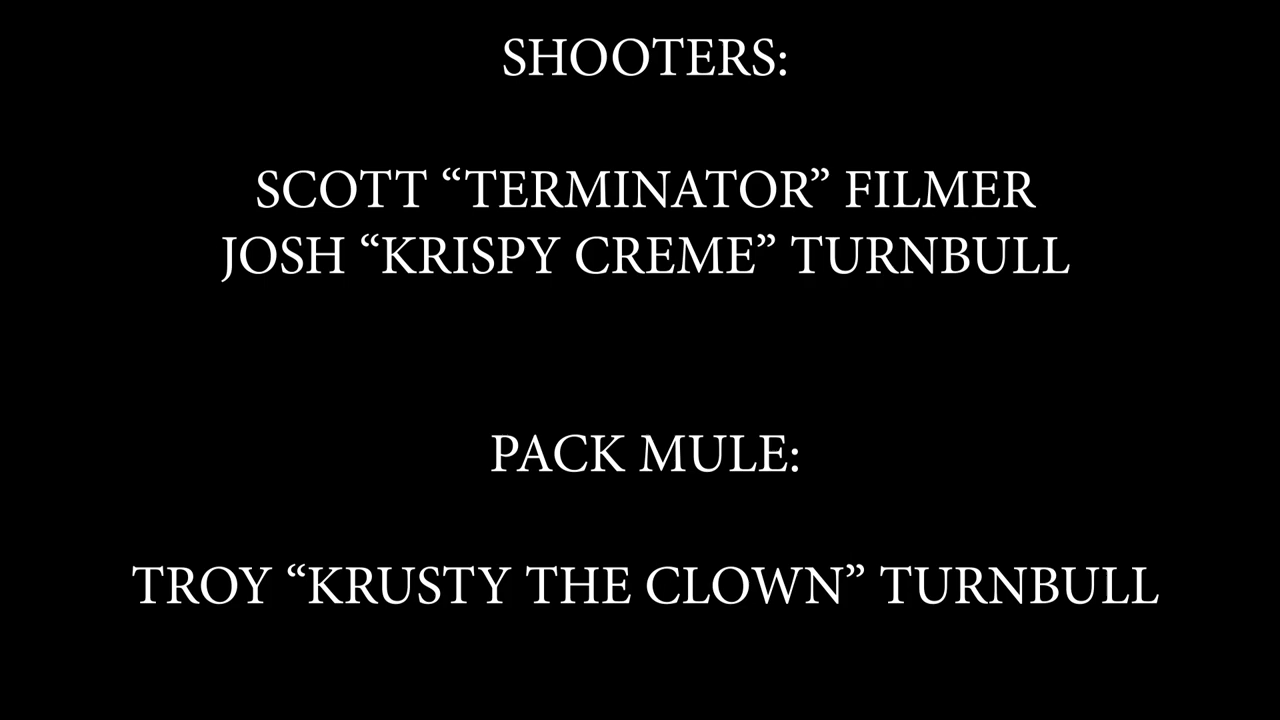 SHOOTERS:
SCOTT “TERMINATOR” FILMER
JOSH “KRISPY CREME” TURNBULL
PACK MULE:
TROY “KRUSTY THE CLOWN” TURNBULL